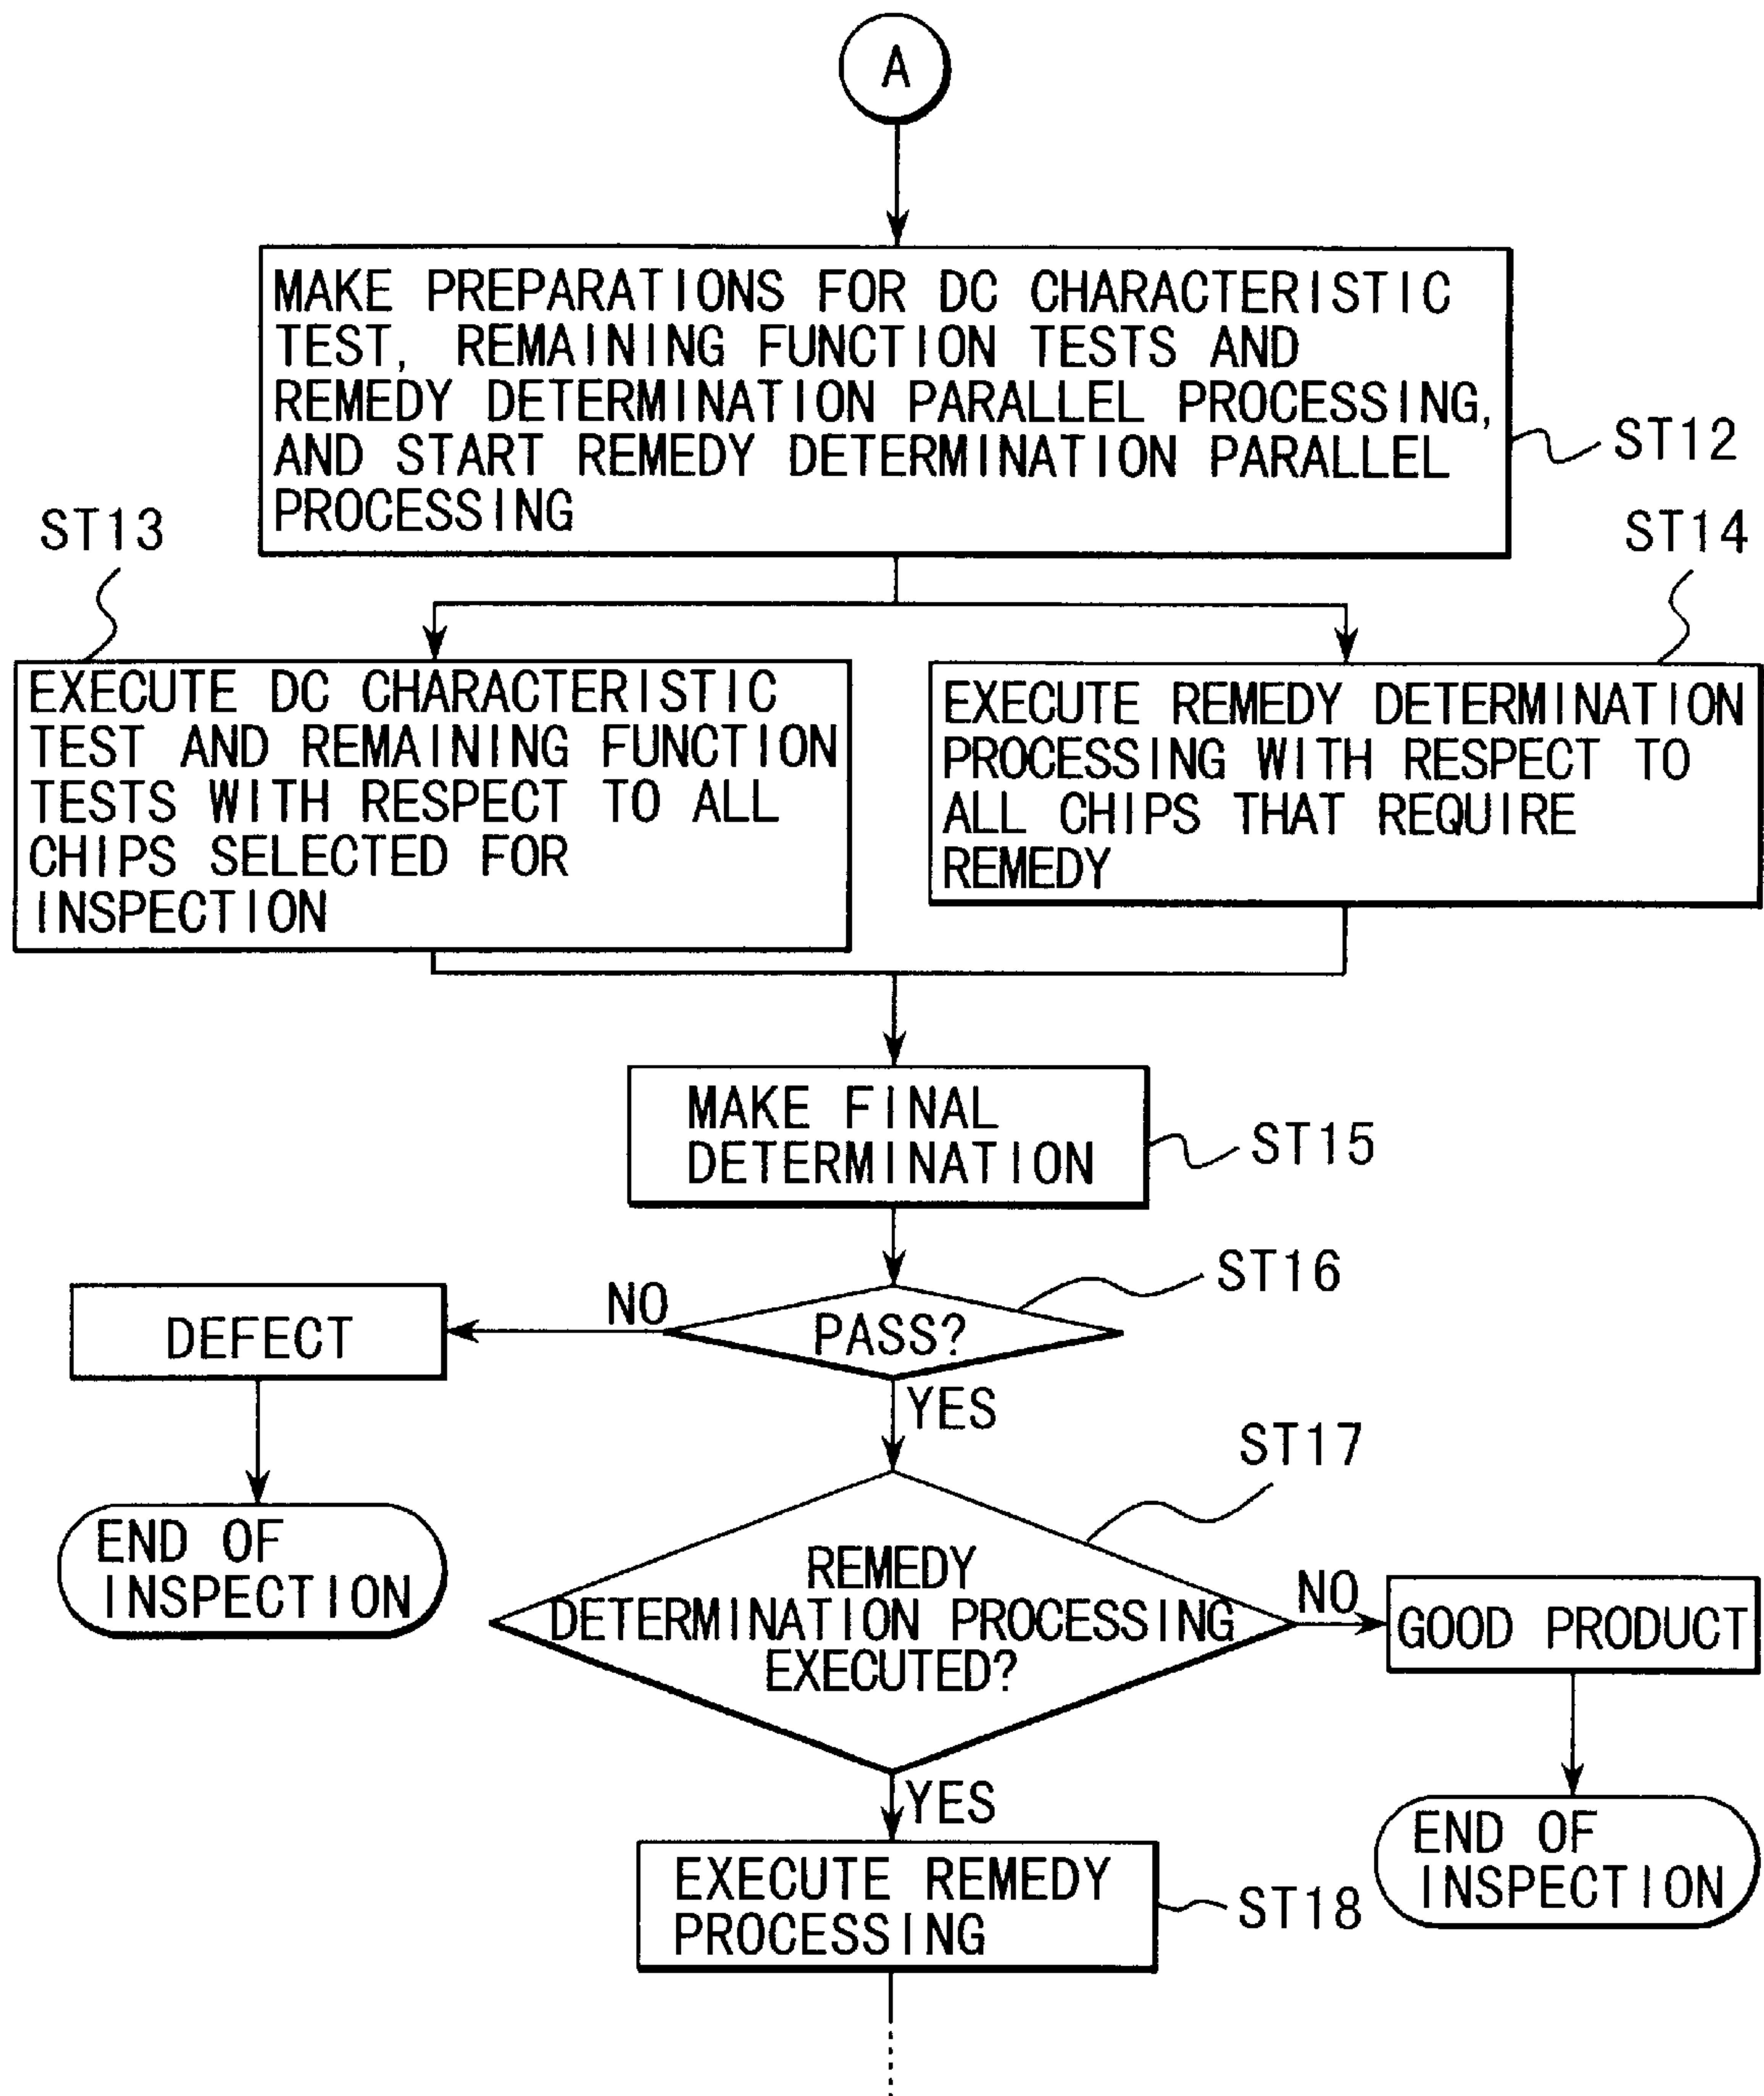 A
MAKE PREPARATIONS FOR DC CHARACTERISTIC
TEST, REMAINING FUNCTION TESTS AND
REMEDY DETERMINATION PARALLEL PROCESSING,
AND START REMEDY DETERMINATION PARALLEL
PROCESSING
ST12
ST13
ST14
EXECUTE DC CHARACTERISTIC
TEST AND REMAINING FUNCTION
TESTS WITH RESPECT TO ALL
CHIPS SELECTED FOR
INSPECTION
EXECUTE REMEDY DETERMINATION
PROCESSING WITH RESPECT TO
ALL CHIPS THAT REQUIRE
REMEDY
MAKE FINAL
DETERMINATION
ST15
ST16
PASS?
NO
DEFECT
END OF
INSPECTION
YES
ST17
REMEDY
DETERMINATION PROCESSING
EXECUTED?
NO
GOOD PRODUCT
END OF
INSPECTION
YES
EXECUTE REMEDY
PROCESSING
ST18